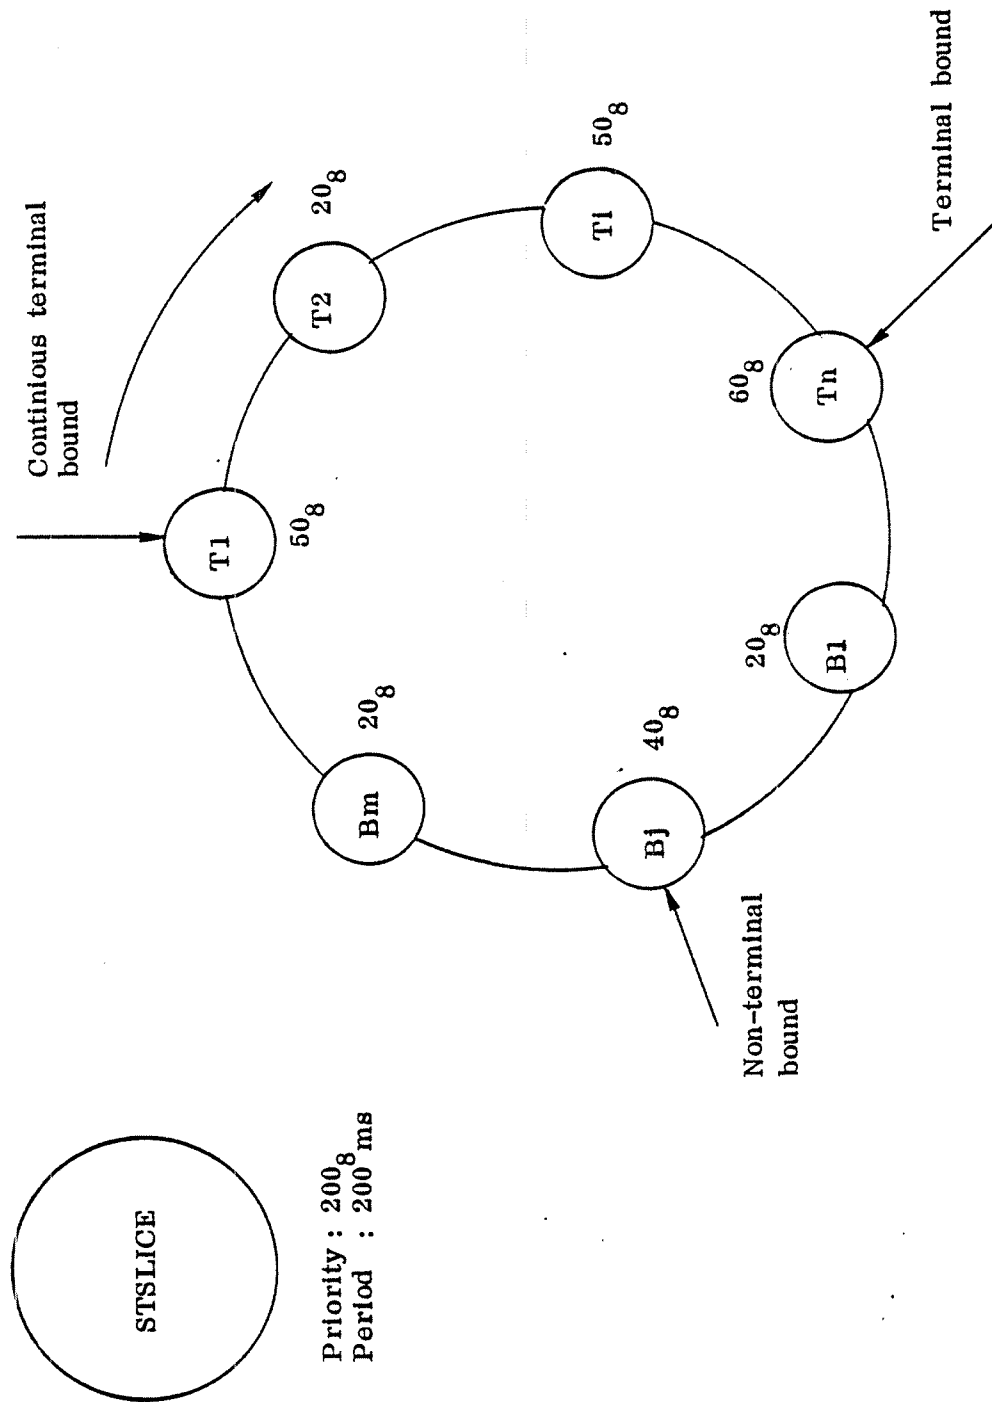 STSLICE
Priority: 200₈
Period : 200 ms
Continious terminal
bound
T1
50₈
T2
20₈
T1
50₈
Tn
60₈
Terminal bound
B1
20₈
Bj
40₈
Non-terminal
bound
Bm
20₈